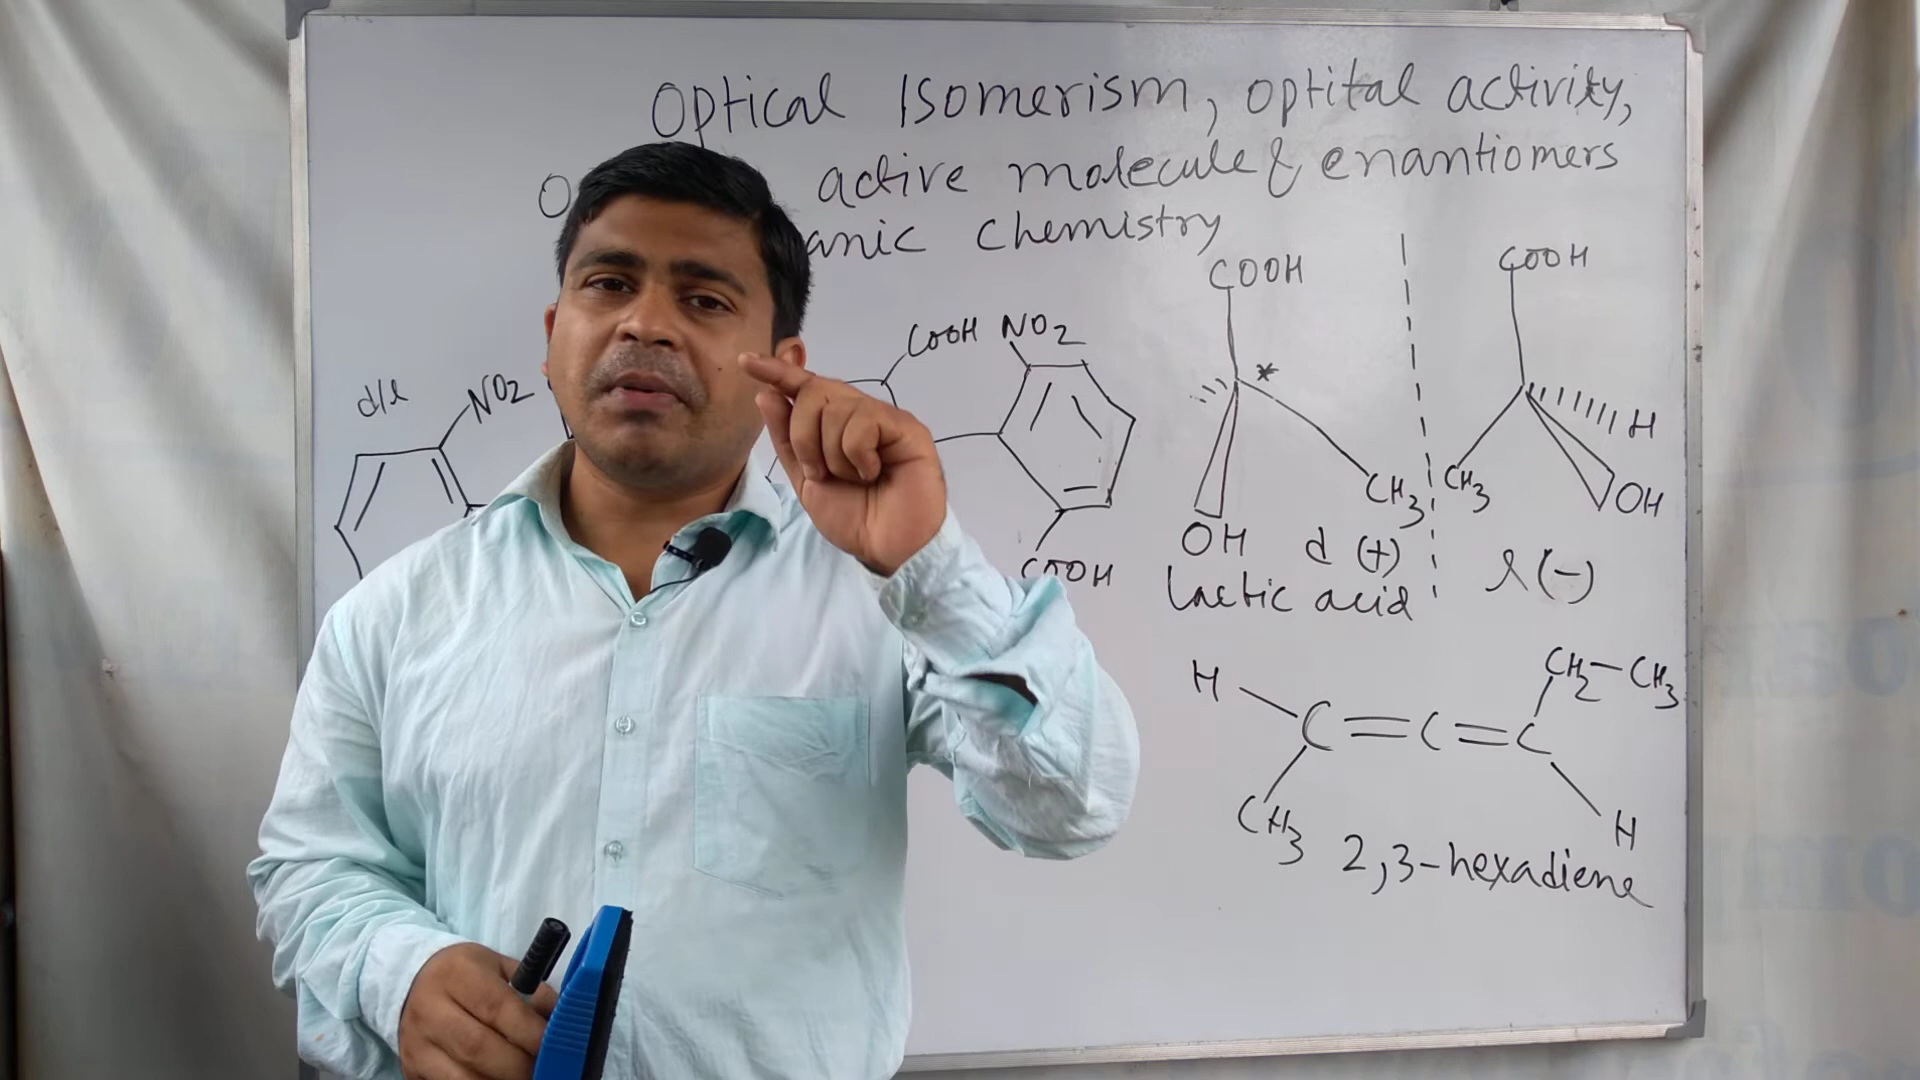 Optical Isomerism, optital activity,
active molecule & enantiomers
anic chemistry
d/l
NO2
COOH NO2
COOH
COOH
*
CH3
OH d (+)
Lactic acid
COOH
H
CH3
OH
l (-)
H
CH2-CH3
C=C=C
CH3
H
2,3-hexadiene